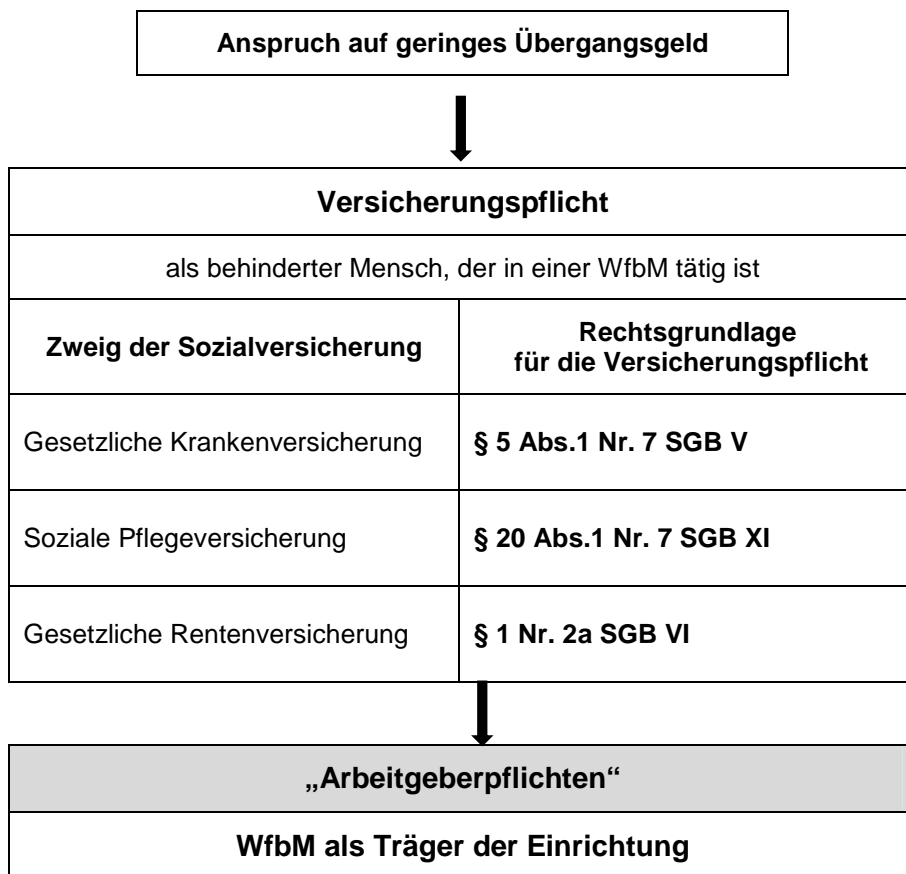 Anspruch auf geringes Übergangsgeld
Versicherungspflicht
als behinderter Mensch, der in einer WfbM tätig ist
Zweig der Sozialversicherung
Rechtsgrundlage
für die Versicherungspflicht
Gesetzliche Krankenversicherung
§ 5 Abs.1 Nr. 7 SGB V
Soziale Pflegeversicherung
§ 20 Abs.1 Nr. 7 SGB XI
Gesetzliche Rentenversicherung
§ 1 Nr. 2a SGB VI
„Arbeitgeberpflichten“
WfbM als Träger der Einrichtung